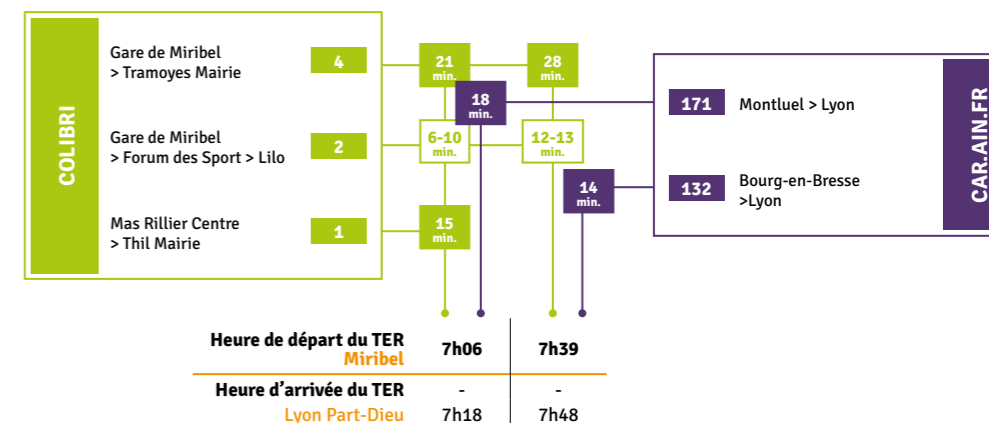 COLIBRI
Gare de Miribel
> Tramoyes Mairie
4
Gare de Miribel
> Forum des Sport > Lilo
2
Mas Rillier Centre
> Thil Mairie
1
21
min.
28
min.
18
min.
6-10
min.
12-13
min.
14
min.
15
min.
171
Montluel > Lyon
132
Bourg-en-Bresse
>Lyon
CAR.AIN.FR
Heure de départ du TER
Miribel
7h06
7h39
Heure d'arrivée du TER
- -
Lyon Part-Dieu
7h18
7h48